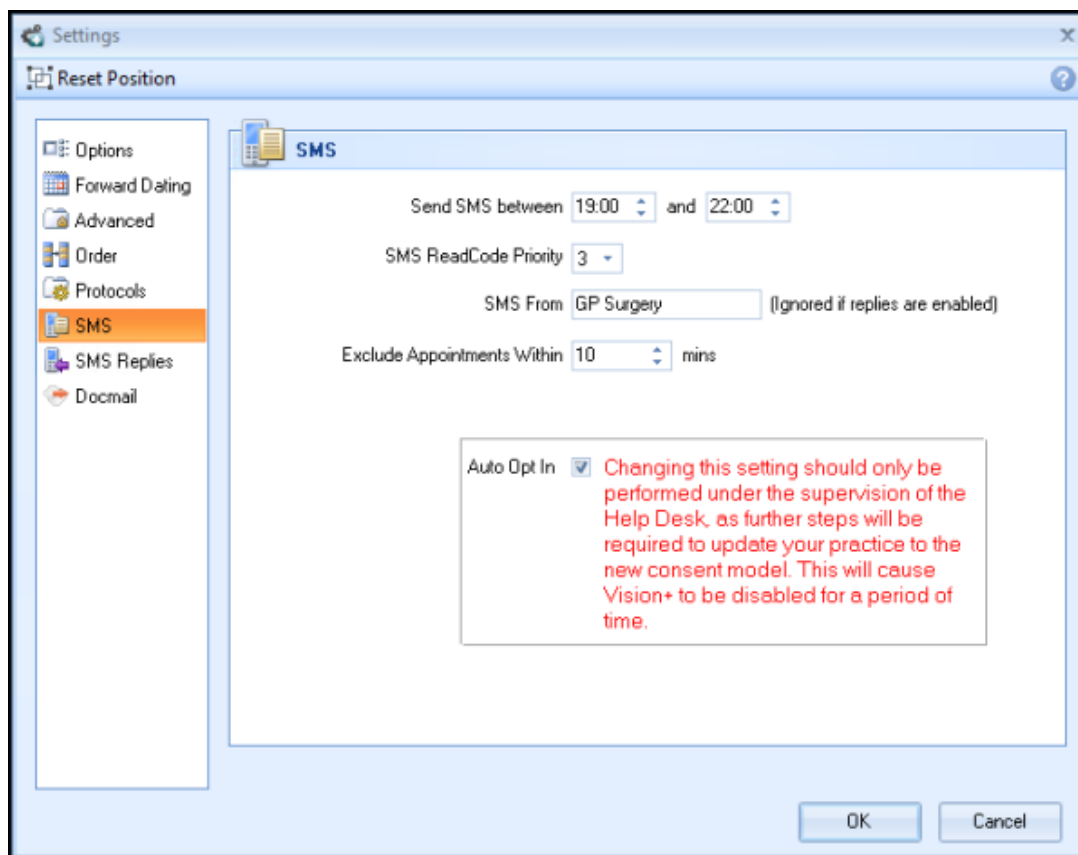 Settings
Reset Position
Options
Forward Dating
Advanced
Order
Protocols
SMS
SMS Replies
Docmail
SMS
Send SMS between 19:00 and 22:00
SMS ReadCode Priority 3
SMS From GP Surgery (Ignored if replies are enabled)
Exclude Appointments Within 10 mins
Auto Opt In Changing this setting should only be
performed under the supervision of the
Help Desk, as further steps will be
required to update your practice to the
new consent model. This will cause
Vision+ to be disabled for a period of
time.
OK Cancel